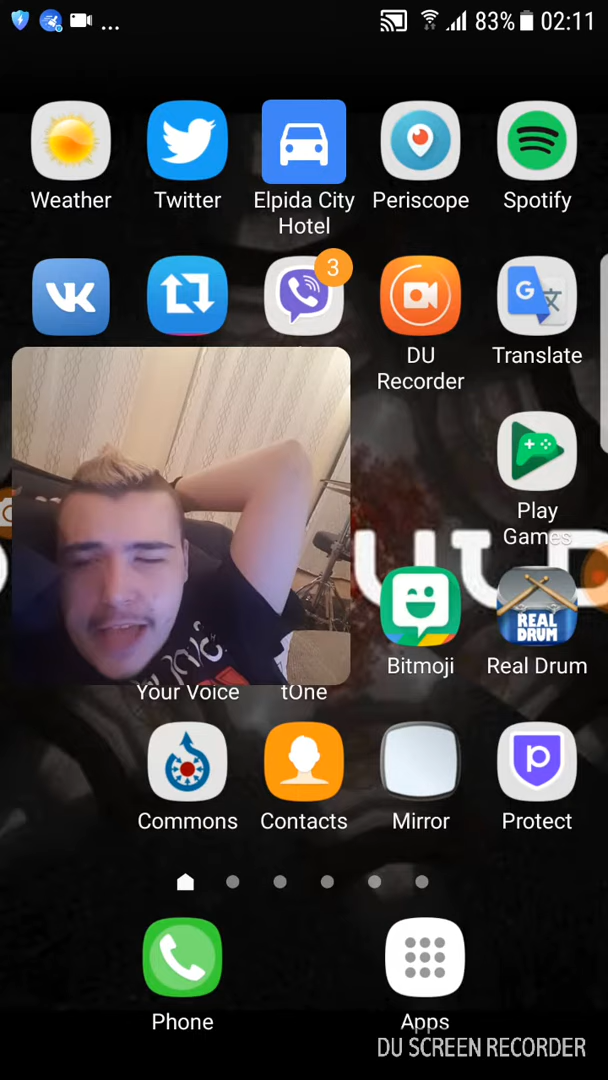 ... 83% 02:11
Weather Twitter Elpida City Periscope Spotify
Hotel
3
DU Translate
Recorder
Play
Games
Bitmoji Real Drum
REAL
DRUM
Your Voice tOne
Commons Contacts Mirror Protect
Phone Apps
DU SCREEN RECORDER